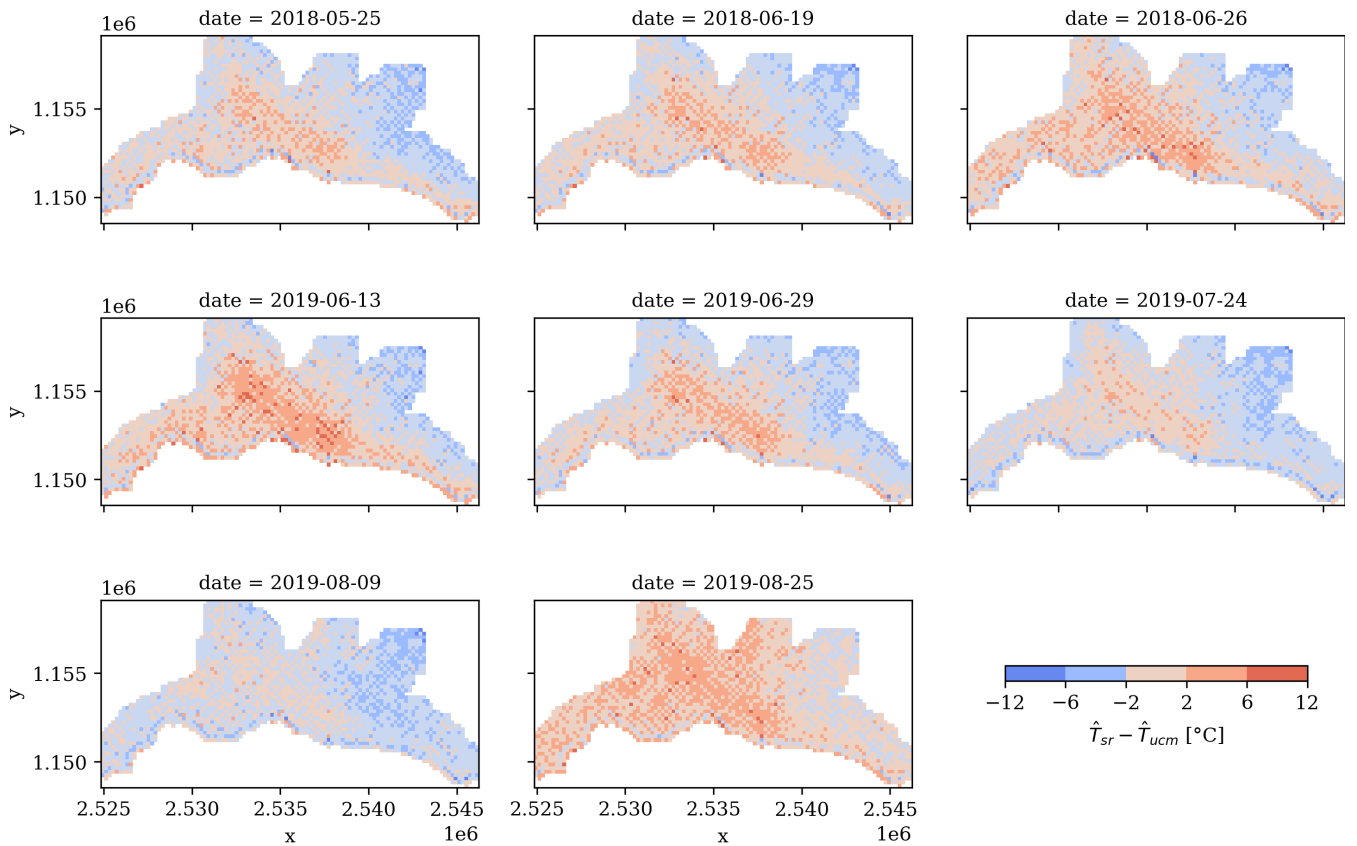 1e6 date = 2018-05-25 date = 2018-06-19 date = 2018-06-26
1.155
y
1.150
1e6 date = 2019-06-13 date = 2019-06-29 date = 2019-07-24
1.155
y
1.150
1e6 date = 2019-08-09 date = 2019-08-25
1.155
y
1.150
−12 −6 −2 2 6 12
T̂sr − T̂ucm [°C]
2.525 2.530 2.535 2.540 2.545 2.525 2.530 2.535 2.540 2.545
x 1e6 x 1e6